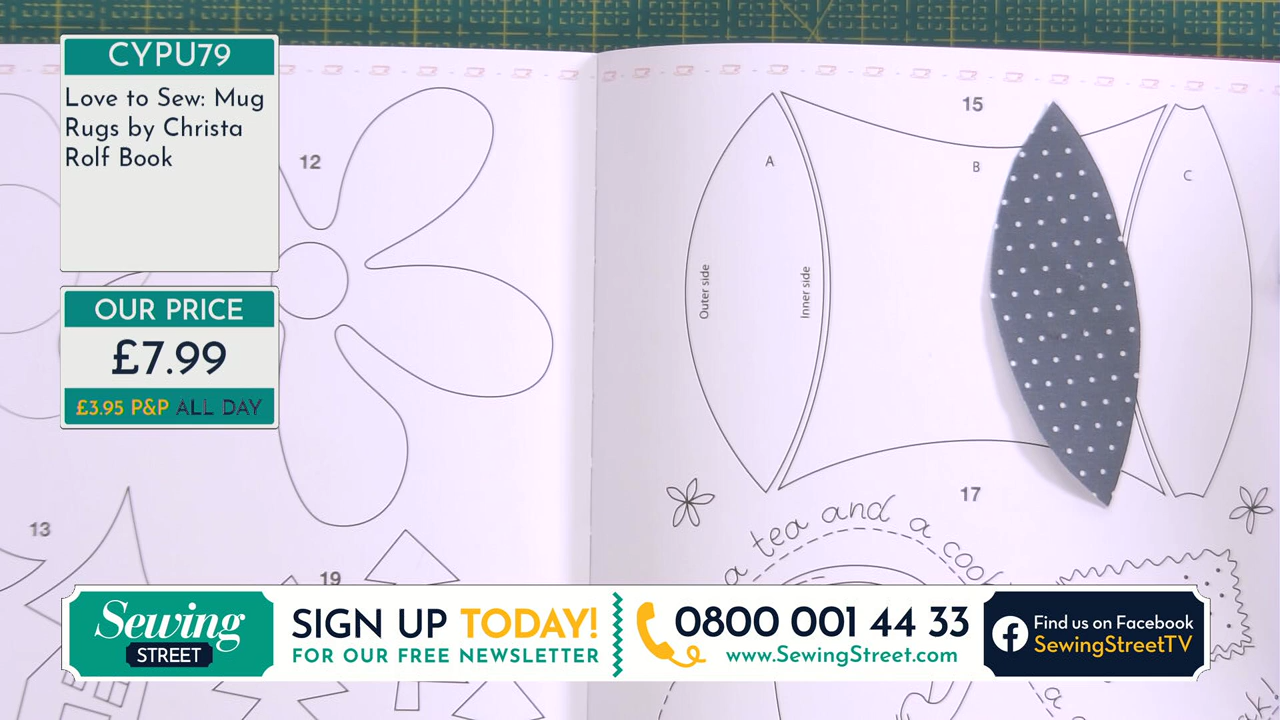 CYPU79
Love to Sew: Mug
Rugs by Christa
Rolf Book
OUR PRICE
£7.99
£3.95 P&P ALL DAY
12
13
19
15
A
B
C
Outer side
Inner side
17
a tea and a cook
a
Sewing
STREET
SIGN UP TODAY!
FOR OUR FREE NEWSLETTER
0800 001 44 33
www.SewingStreet.com
Find us on Facebook
SewingStreetTV